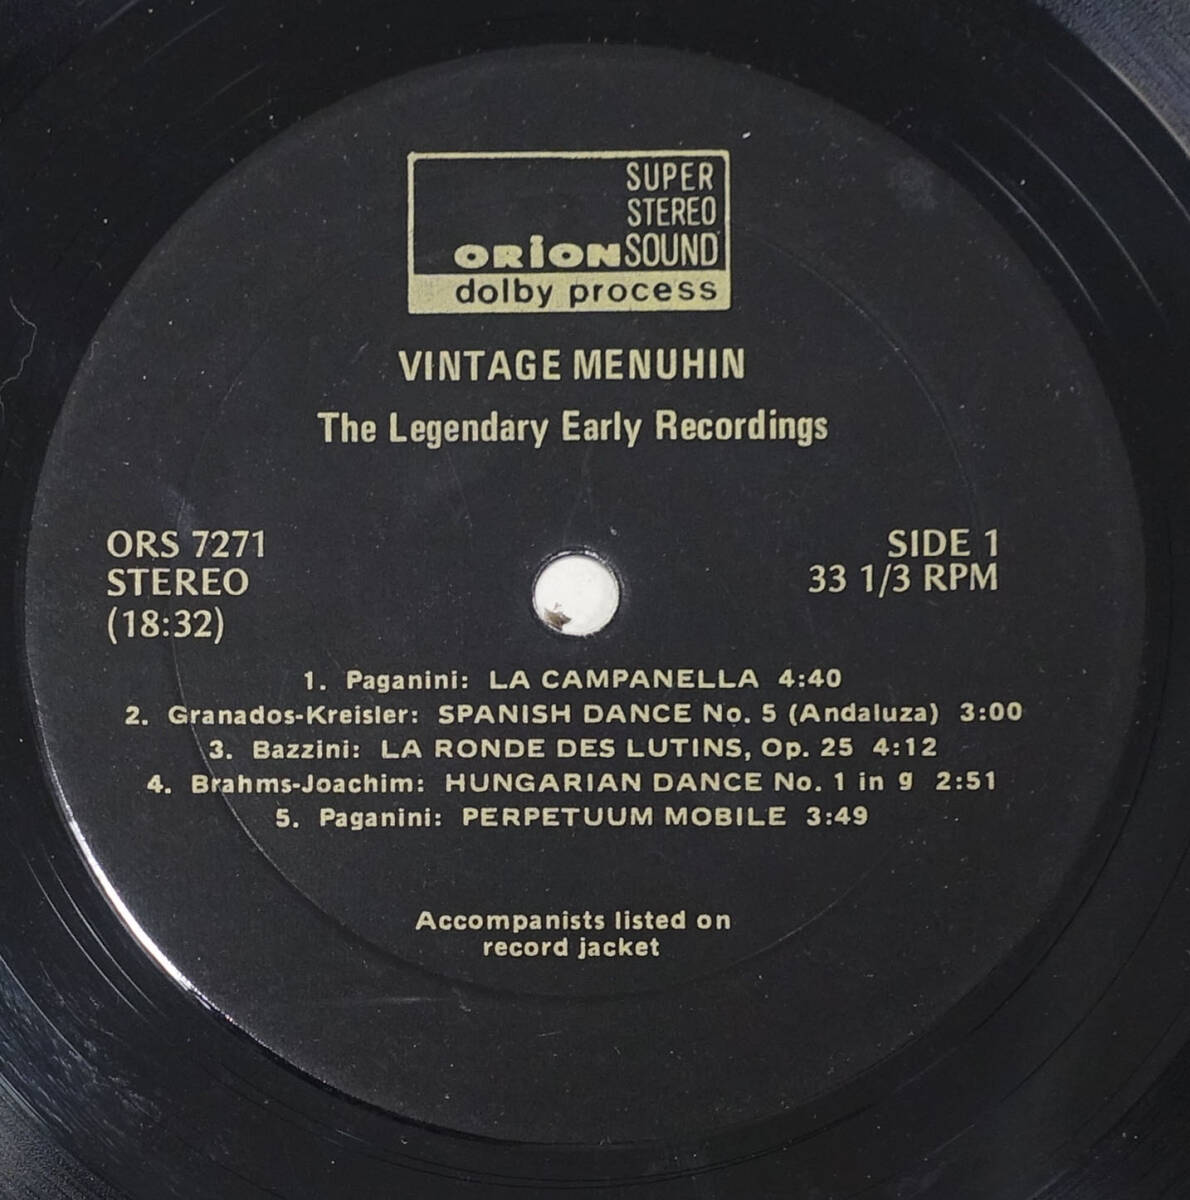 SUPER
STEREO
ORION SOUND
dolby process
VINTAGE MENUHIN
The Legendary Early Recordings
ORS 7271
STEREO
(18:32)
SIDE 1
33 1/3 RPM
1. Paganini: LA CAMPANELLA 4:40
2. Granados-Kreisler: SPANISH DANCE No. 5 (Andaluza) 3:00
3. Bazzini: LA RONDE DES LUTINS, Op. 25 4:12
4. Brahms-Joachim: HUNGARIAN DANCE No. 1 in g 2:51
5. Paganini: PERPETUUM MOBILE 3:49
Accompanists listed on
record jacket